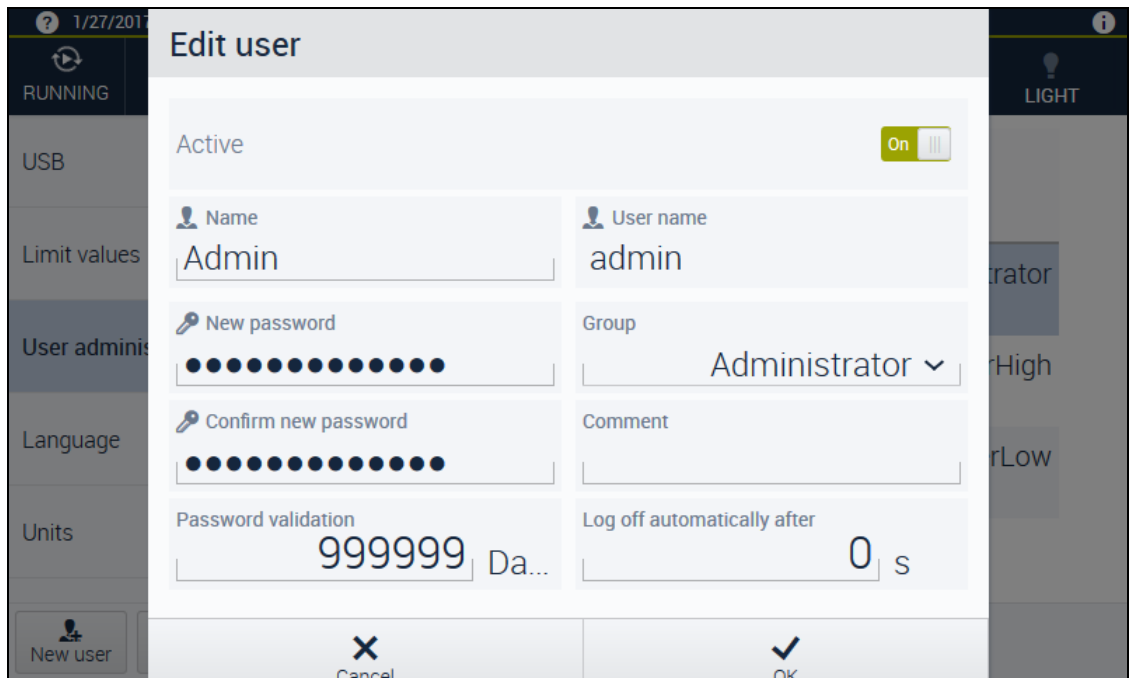 1/27/2017
Edit user
RUNNING
LIGHT
Active
On
USB
Name
User name
Admin
admin
Limit values
trator
New password
Group
User adminis
●●●●●●●●●●●●●
Administrator
rHigh
Confirm new password
Comment
Language
●●●●●●●●●●●●●
rLow
Password validation
Log off automatically after
Units
999999 Da...
0 s
New user
Cancel
OK